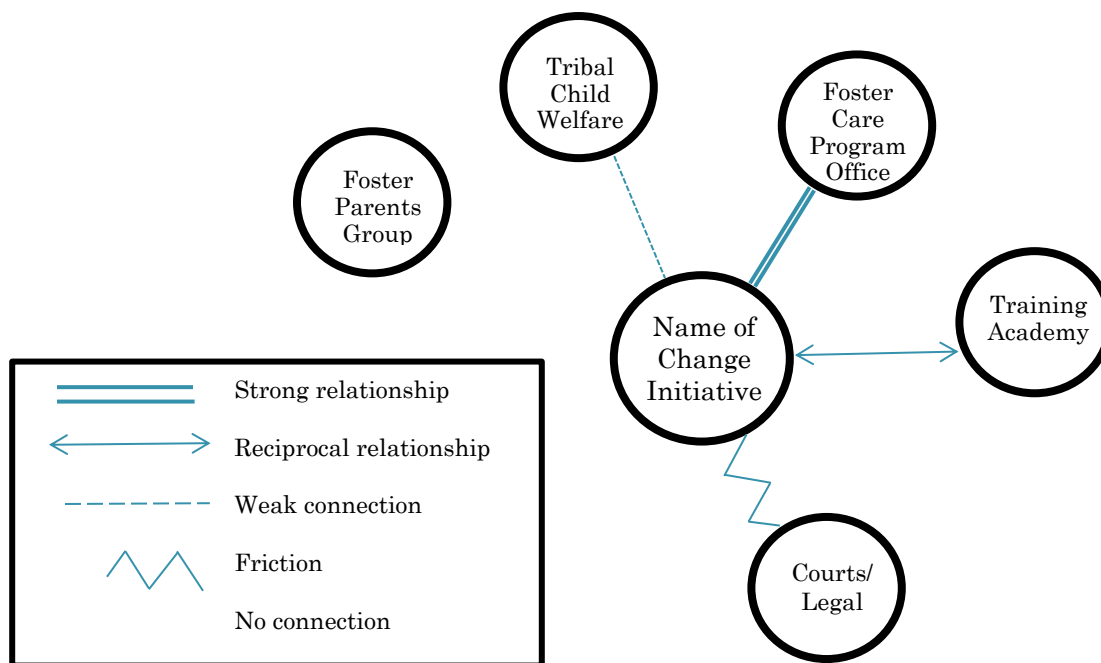 Tribal
Child
Welfare
Foster
Care
Program
Office
Foster
Parents
Group
Name of
Change
Initiative
Training
Academy
Courts/
Legal
Strong relationship
Reciprocal relationship
Weak connection
Friction
No connection